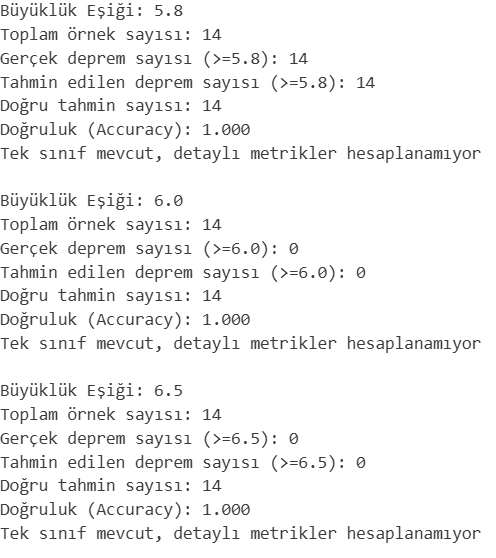 Büyüklük Eşiği: 5.8
Toplam örnek sayısı: 14
Gerçek deprem sayısı (>=5.8): 14
Tahmin edilen deprem sayısı (>=5.8): 14
Doğru tahmin sayısı: 14
Doğruluk (Accuracy): 1.000
Tek sınıf mevcut, detaylı metrikler hesaplanamıyor

Büyüklük Eşiği: 6.0
Toplam örnek sayısı: 14
Gerçek deprem sayısı (>=6.0): 0
Tahmin edilen deprem sayısı (>=6.0): 0
Doğru tahmin sayısı: 14
Doğruluk (Accuracy): 1.000
Tek sınıf mevcut, detaylı metrikler hesaplanamıyor

Büyüklük Eşiği: 6.5
Toplam örnek sayısı: 14
Gerçek deprem sayısı (>=6.5): 0
Tahmin edilen deprem sayısı (>=6.5): 0
Doğru tahmin sayısı: 14
Doğruluk (Accuracy): 1.000
Tek sınıf mevcut, detaylı metrikler hesaplanamıyor